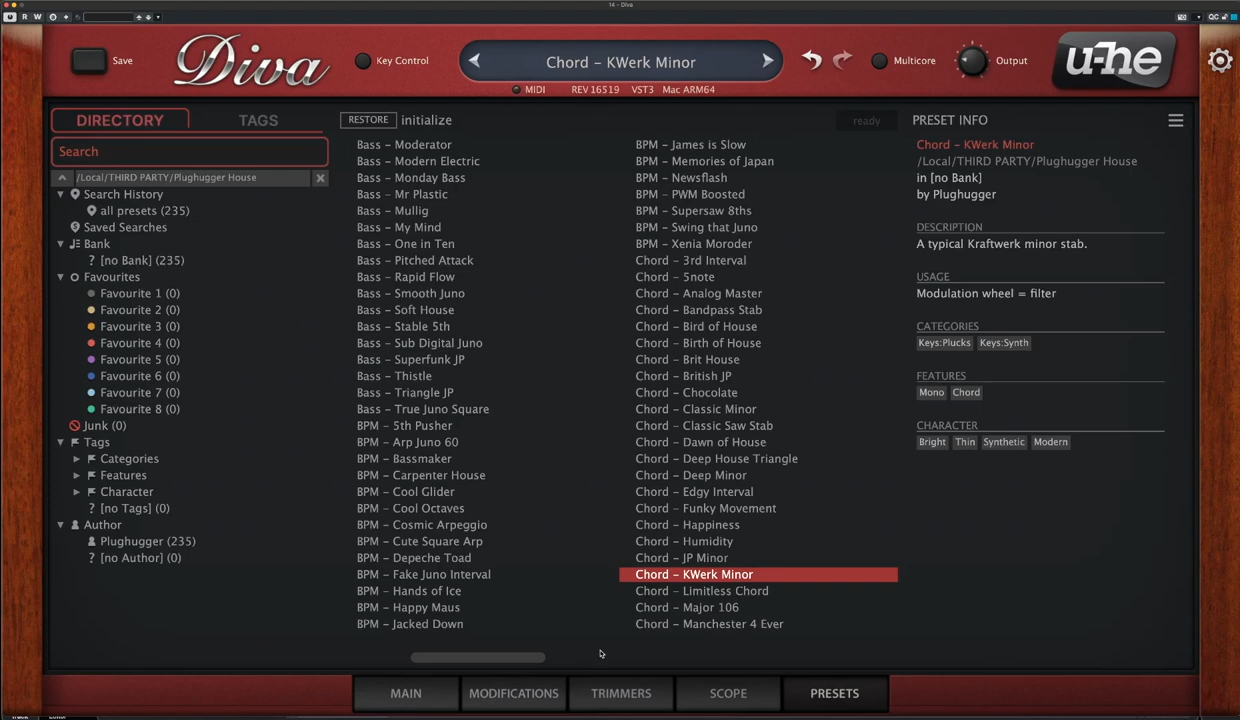 14 - Diva
R W
QC
Save
Diva
Key Control
Chord – KWerk Minor
MIDI REV 16519 VST3 Mac ARM64
Multicore
Output
u-he
DIRECTORY
TAGS
Search
/Local/THIRD PARTY/Plughugger House
Search History
all presets (235)
Saved Searches
Bank
? [no Bank] (235)
Favourites
Favourite 1 (0)
Favourite 2 (0)
Favourite 3 (0)
Favourite 4 (0)
Favourite 5 (0)
Favourite 6 (0)
Favourite 7 (0)
Favourite 8 (0)
Junk (0)
Tags
Categories
Features
Character
? [no Tags] (0)
Author
Plughugger (235)
? [no Author] (0)
RESTORE initialize
ready
Bass – Moderator
Bass – Modern Electric
Bass – Monday Bass
Bass – Mr Plastic
Bass – Mullig
Bass – My Mind
Bass – One in Ten
Bass – Pitched Attack
Bass – Rapid Flow
Bass – Smooth Juno
Bass – Soft House
Bass – Stable 5th
Bass – Sub Digital Juno
Bass – Superfunk JP
Bass – Thistle
Bass – Triangle JP
Bass – True Juno Square
BPM – 5th Pusher
BPM – Arp Juno 60
BPM – Bassmaker
BPM – Carpenter House
BPM – Cool Glider
BPM – Cool Octaves
BPM – Cosmic Arpeggio
BPM – Cute Square Arp
BPM – Depeche Toad
BPM – Fake Juno Interval
BPM – Hands of Ice
BPM – Happy Maus
BPM – Jacked Down
BPM – James is Slow
BPM – Memories of Japan
BPM – Newsflash
BPM – PWM Boosted
BPM – Supersaw 8ths
BPM – Swing that Juno
BPM – Xenia Moroder
Chord – 3rd Interval
Chord – 5note
Chord – Analog Master
Chord – Bandpass Stab
Chord – Bird of House
Chord – Birth of House
Chord – Brit House
Chord – British JP
Chord – Chocolate
Chord – Classic Minor
Chord – Classic Saw Stab
Chord – Dawn of House
Chord – Deep House Triangle
Chord – Deep Minor
Chord – Edgy Interval
Chord – Funky Movement
Chord – Happiness
Chord – Humidity
Chord – JP Minor
Chord – KWerk Minor
Chord – Limitless Chord
Chord – Major 106
Chord – Manchester 4 Ever
PRESET INFO
Chord – KWerk Minor
/Local/THIRD PARTY/Plughugger House
in [no Bank]
by Plughugger
DESCRIPTION
A typical Kraftwerk minor stab.
USAGE
Modulation wheel = filter
CATEGORIES
Keys:Plucks Keys:Synth
FEATURES
Mono Chord
CHARACTER
Bright Thin Synthetic Modern
MAIN
MODIFICATIONS
TRIMMERS
SCOPE
PRESETS